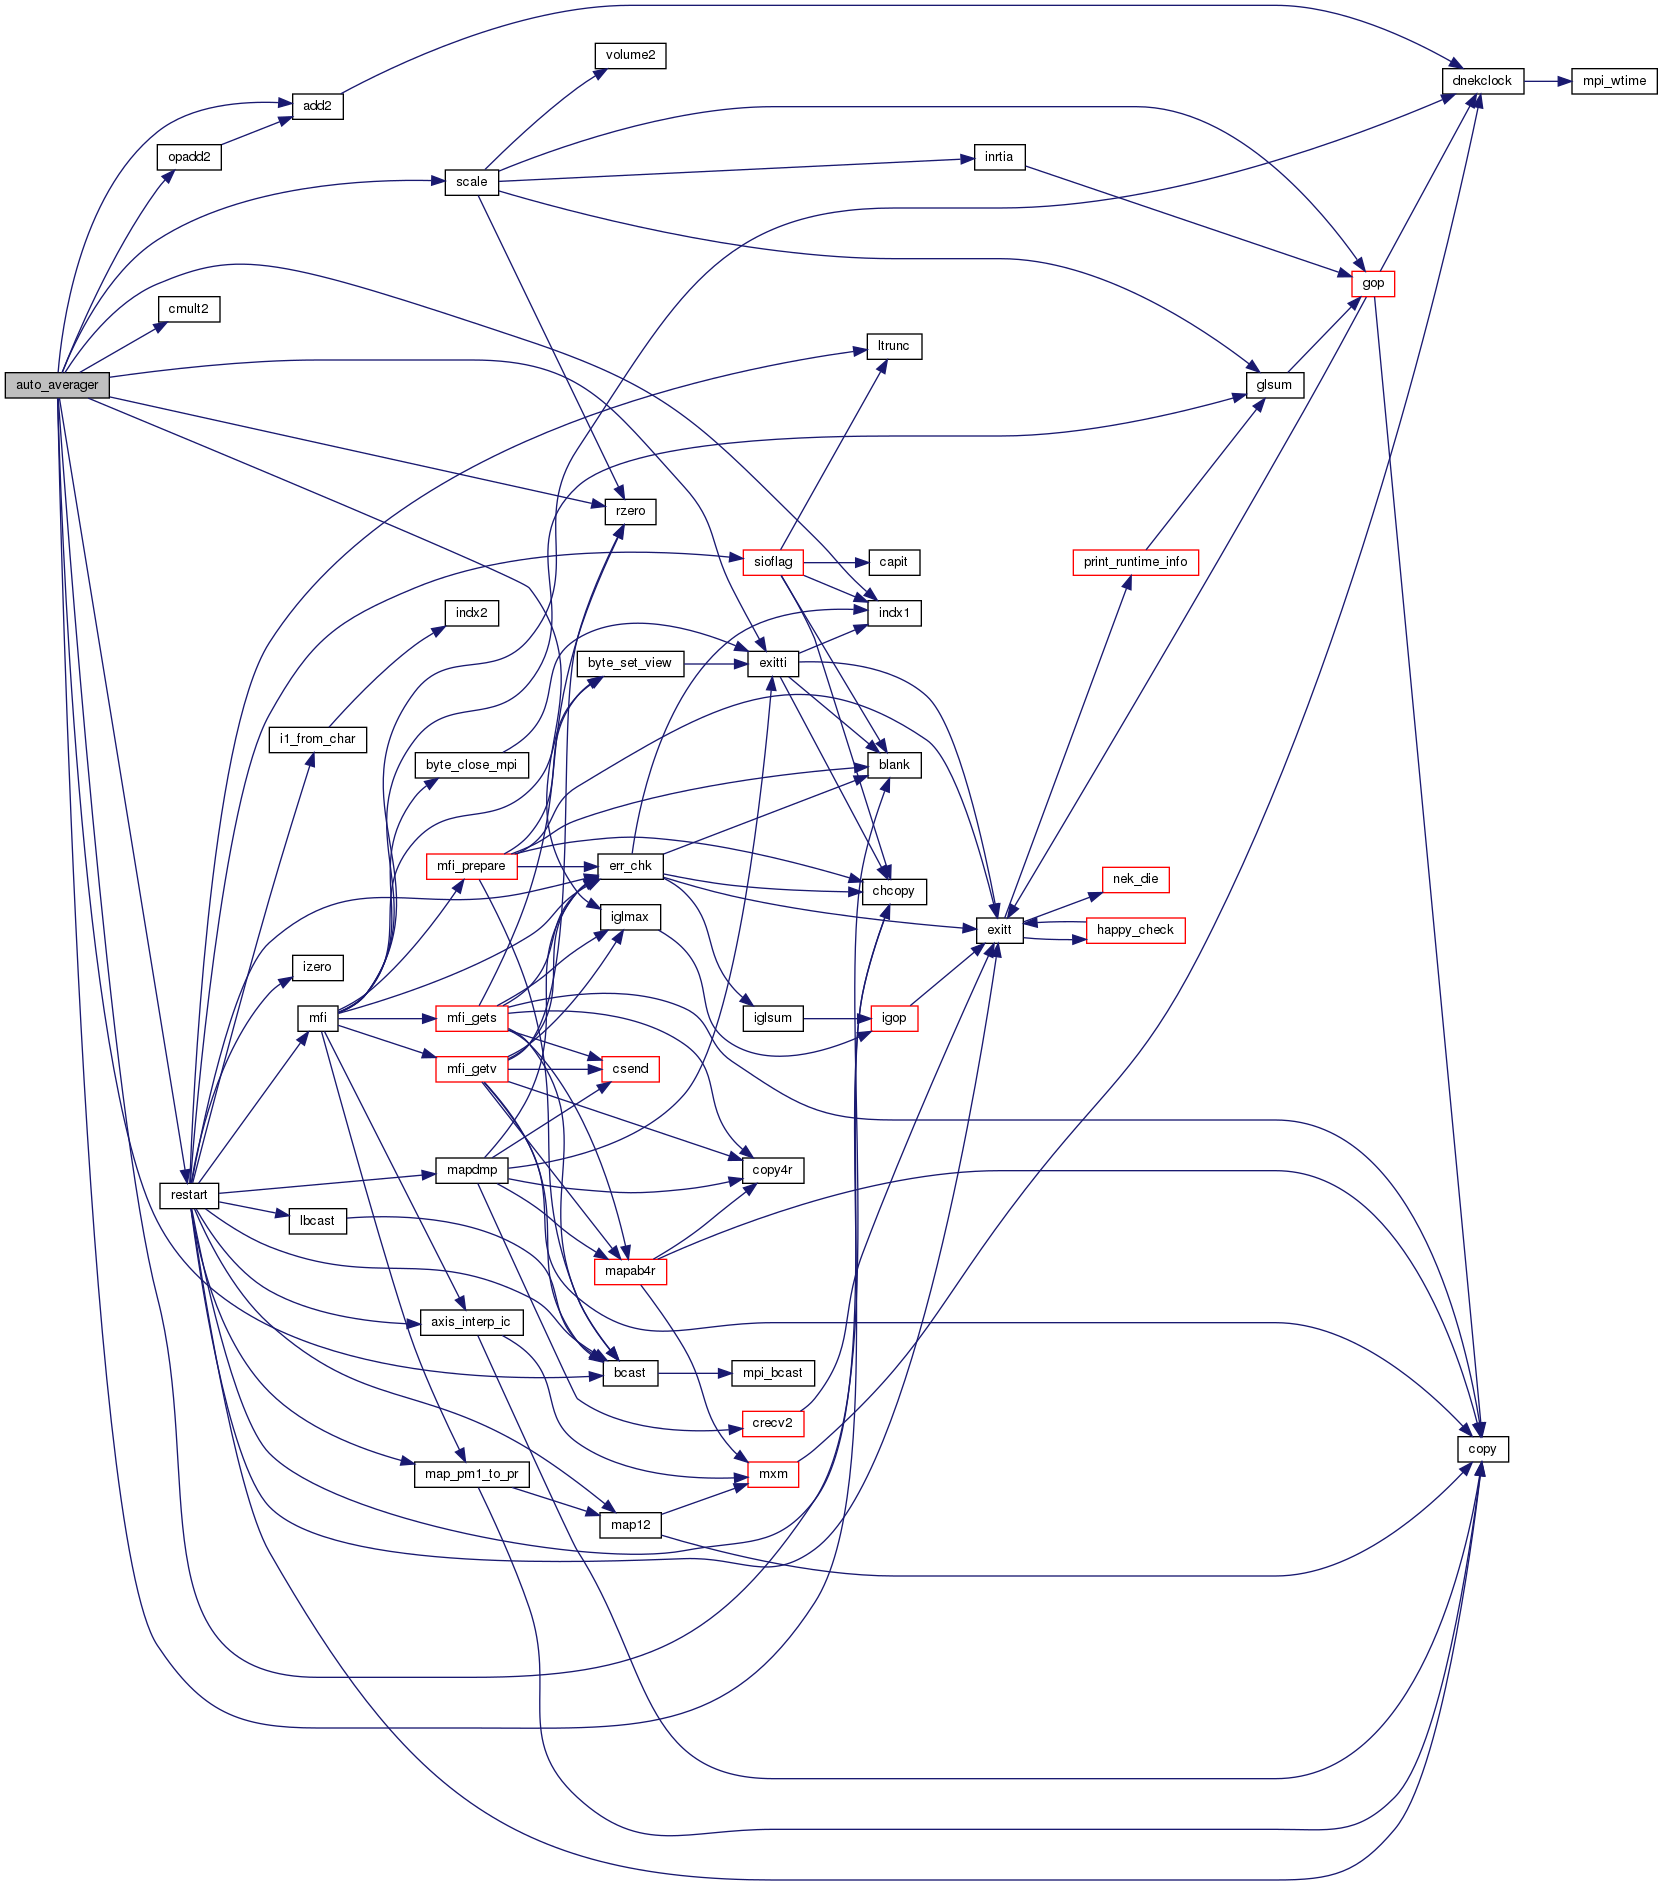 volume2
dnekclock
mpi_wtime
add2
opadd2
inrtia
scale
gop
cmult2
ltrunc
auto_averager
glsum
rzero
sioflag
capit
print_runtime_info
indx2
indx1
byte_set_view
exitti
i1_from_char
byte_close_mpi
blank
mfi_prepare
err_chk
nek_die
chcopy
iglmax
exitt
happy_check
izero
mfi
mfi_gets
iglsum
igop
mfi_getv
csend
mapdmp
copy4r
restart
lbcast
mapab4r
axis_interp_ic
bcast
mpi_bcast
crecv2
copy
map_pm1_to_pr
mxm
map12